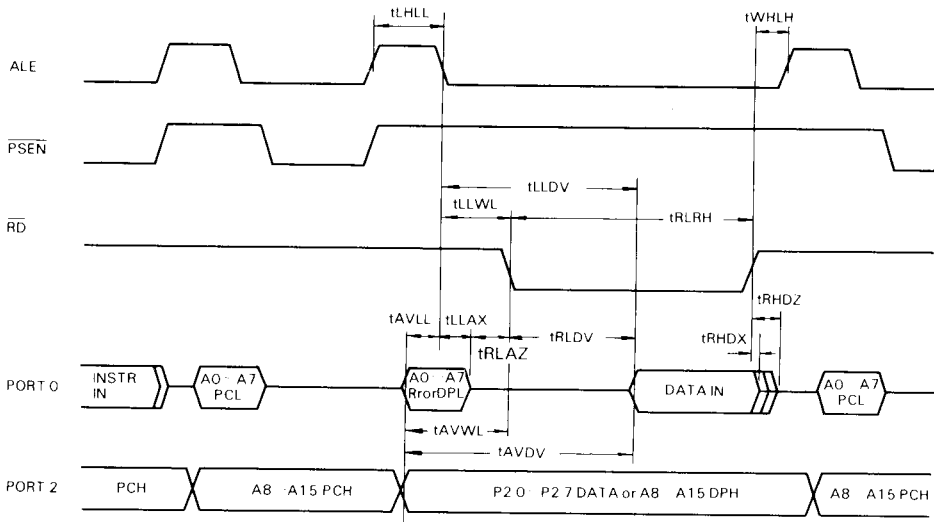 tLHLL
tWHLH
ALE
PSEN
tLLDV
tLLWL
tRLRH
RD
tRHDZ
tAVLL
tLLAX
tRLDV
tRHDX
tRLAZ
PORT 0
INSTR
IN
A0 - A7
PCL
A0 - A7
RrorDPL
DATA IN
A0 - A7
PCL
tAVWL
tAVDV
PORT 2
PCH
A8 - A15 PCH
P2 0 - P2 7 DATA or A8 - A15 DPH
A8 - A15 PCH